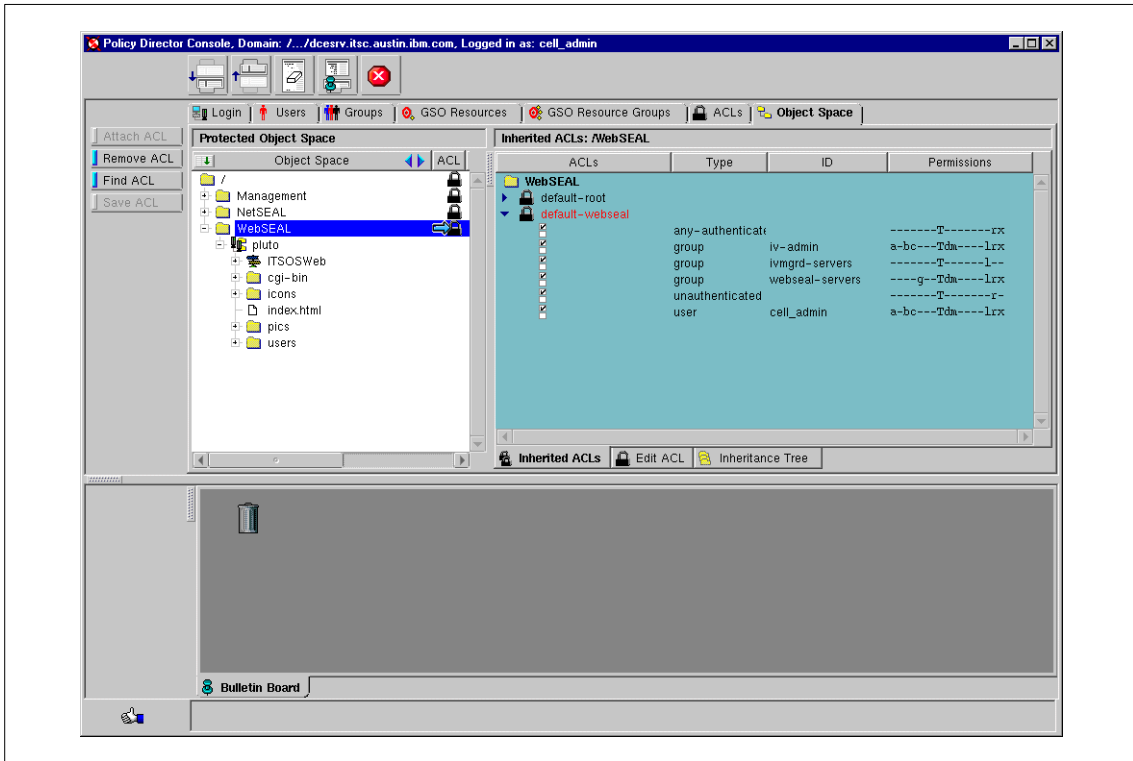 Policy Director Console, Domain: /.../dcesrv.itsc.austin.ibm.com, Logged in as: cell_admin
Login Users Groups GSO Resources GSO Resource Groups ACLs Object Space
Attach ACL
Remove ACL
Find ACL
Save ACL
Protected Object Space
Object Space ACL
/
Management
NetSEAL
WebSEAL
pluto
ITSOSWeb
cgi-bin
icons
index.html
pics
users
Inherited ACLs: /WebSEAL
ACLs Type ID Permissions
WebSEAL
default-root
default-webseal
any-authenticate -------T-------rx
group iv-admin a-bc---Tdm----lrx
group ivmgrd-servers -------T------l--
group webseal-servers ----g--Tdm----lrx
unauthenticated -------T-------r-
user cell_admin a-bc---Tdm----lrx
Inherited ACLs Edit ACL Inheritance Tree
Bulletin Board